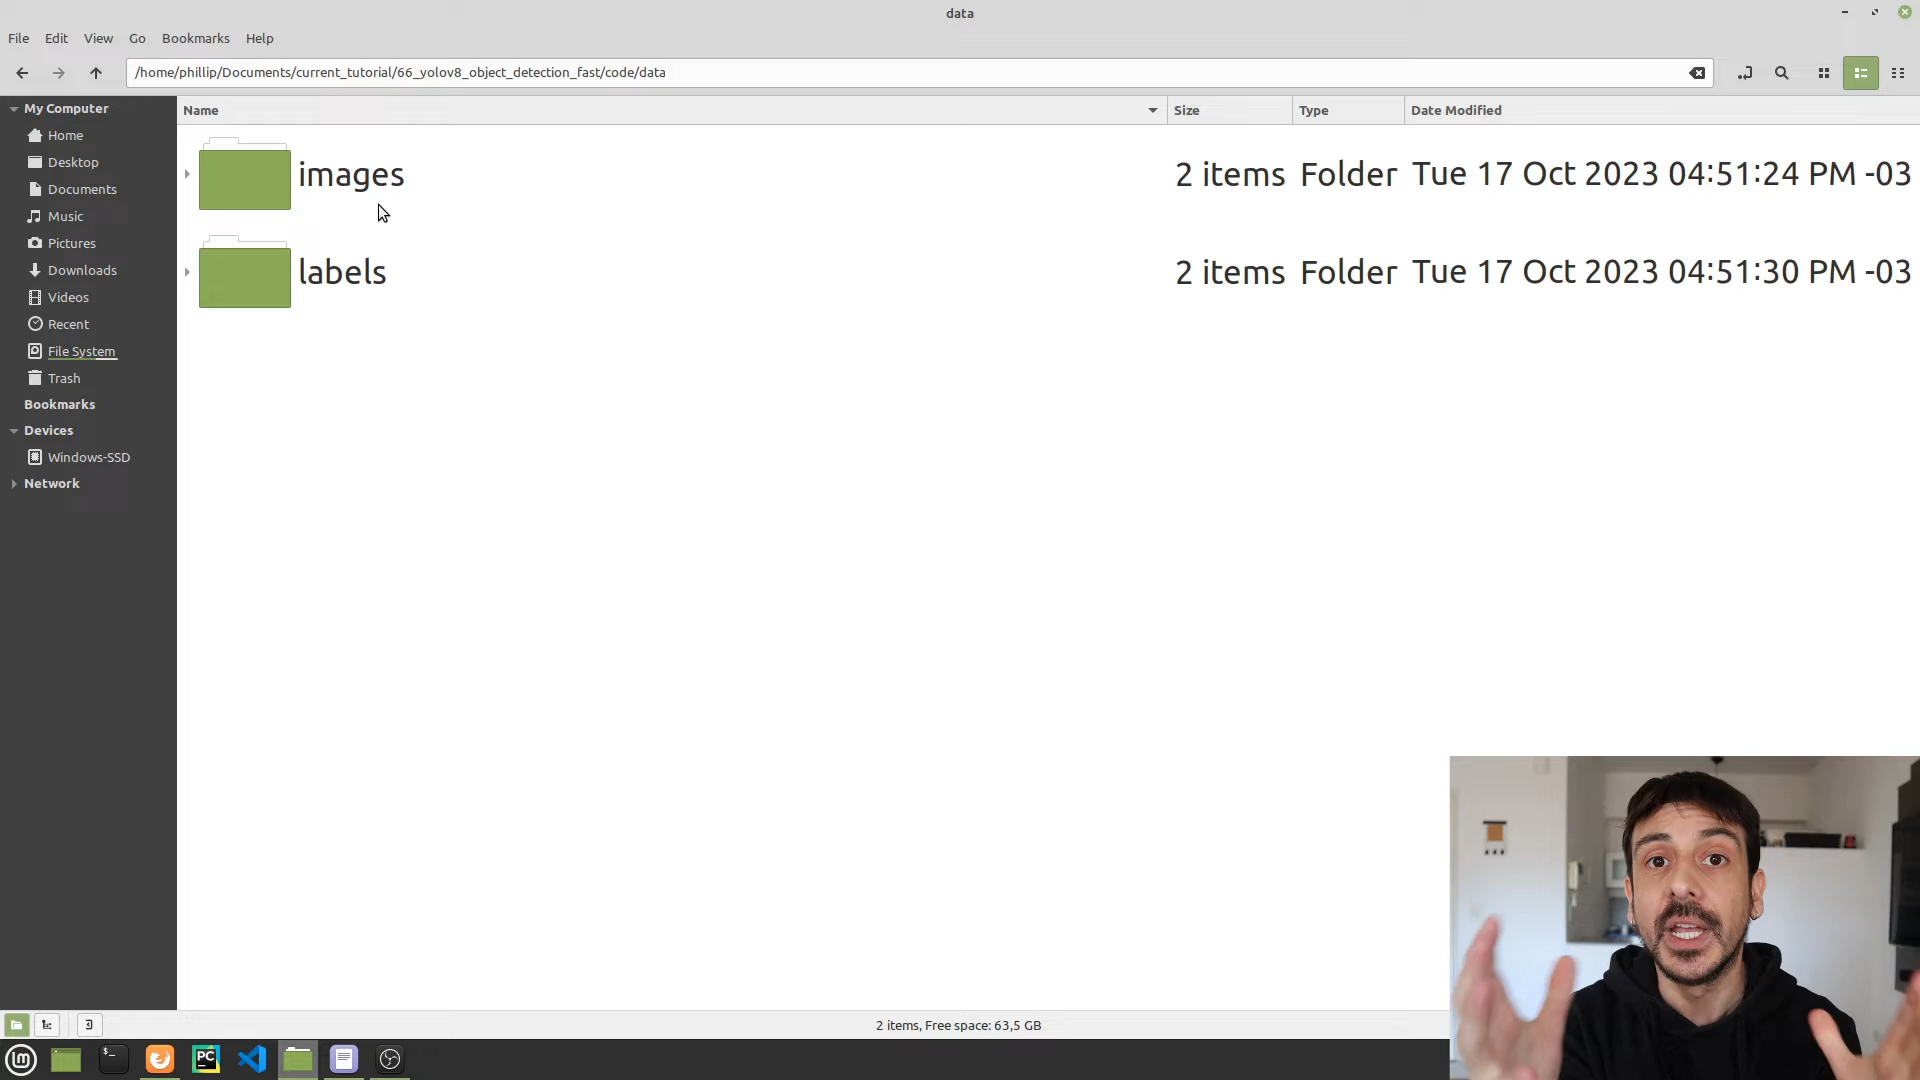 data
File Edit View Go Bookmarks Help
/home/phillip/Documents/current_tutorial/66_yolov8_object_detection_fast/code/data
Name Size Type Date Modified
My Computer
Home
Desktop
Documents
Music
Pictures
Downloads
Videos
Recent
File System
Trash
Bookmarks
Devices
Windows-SSD
Network
images 2 items Folder Tue 17 Oct 2023 04:51:24 PM -03
labels 2 items Folder Tue 17 Oct 2023 04:51:30 PM -03
2 items, Free space: 63,5 GB
PC